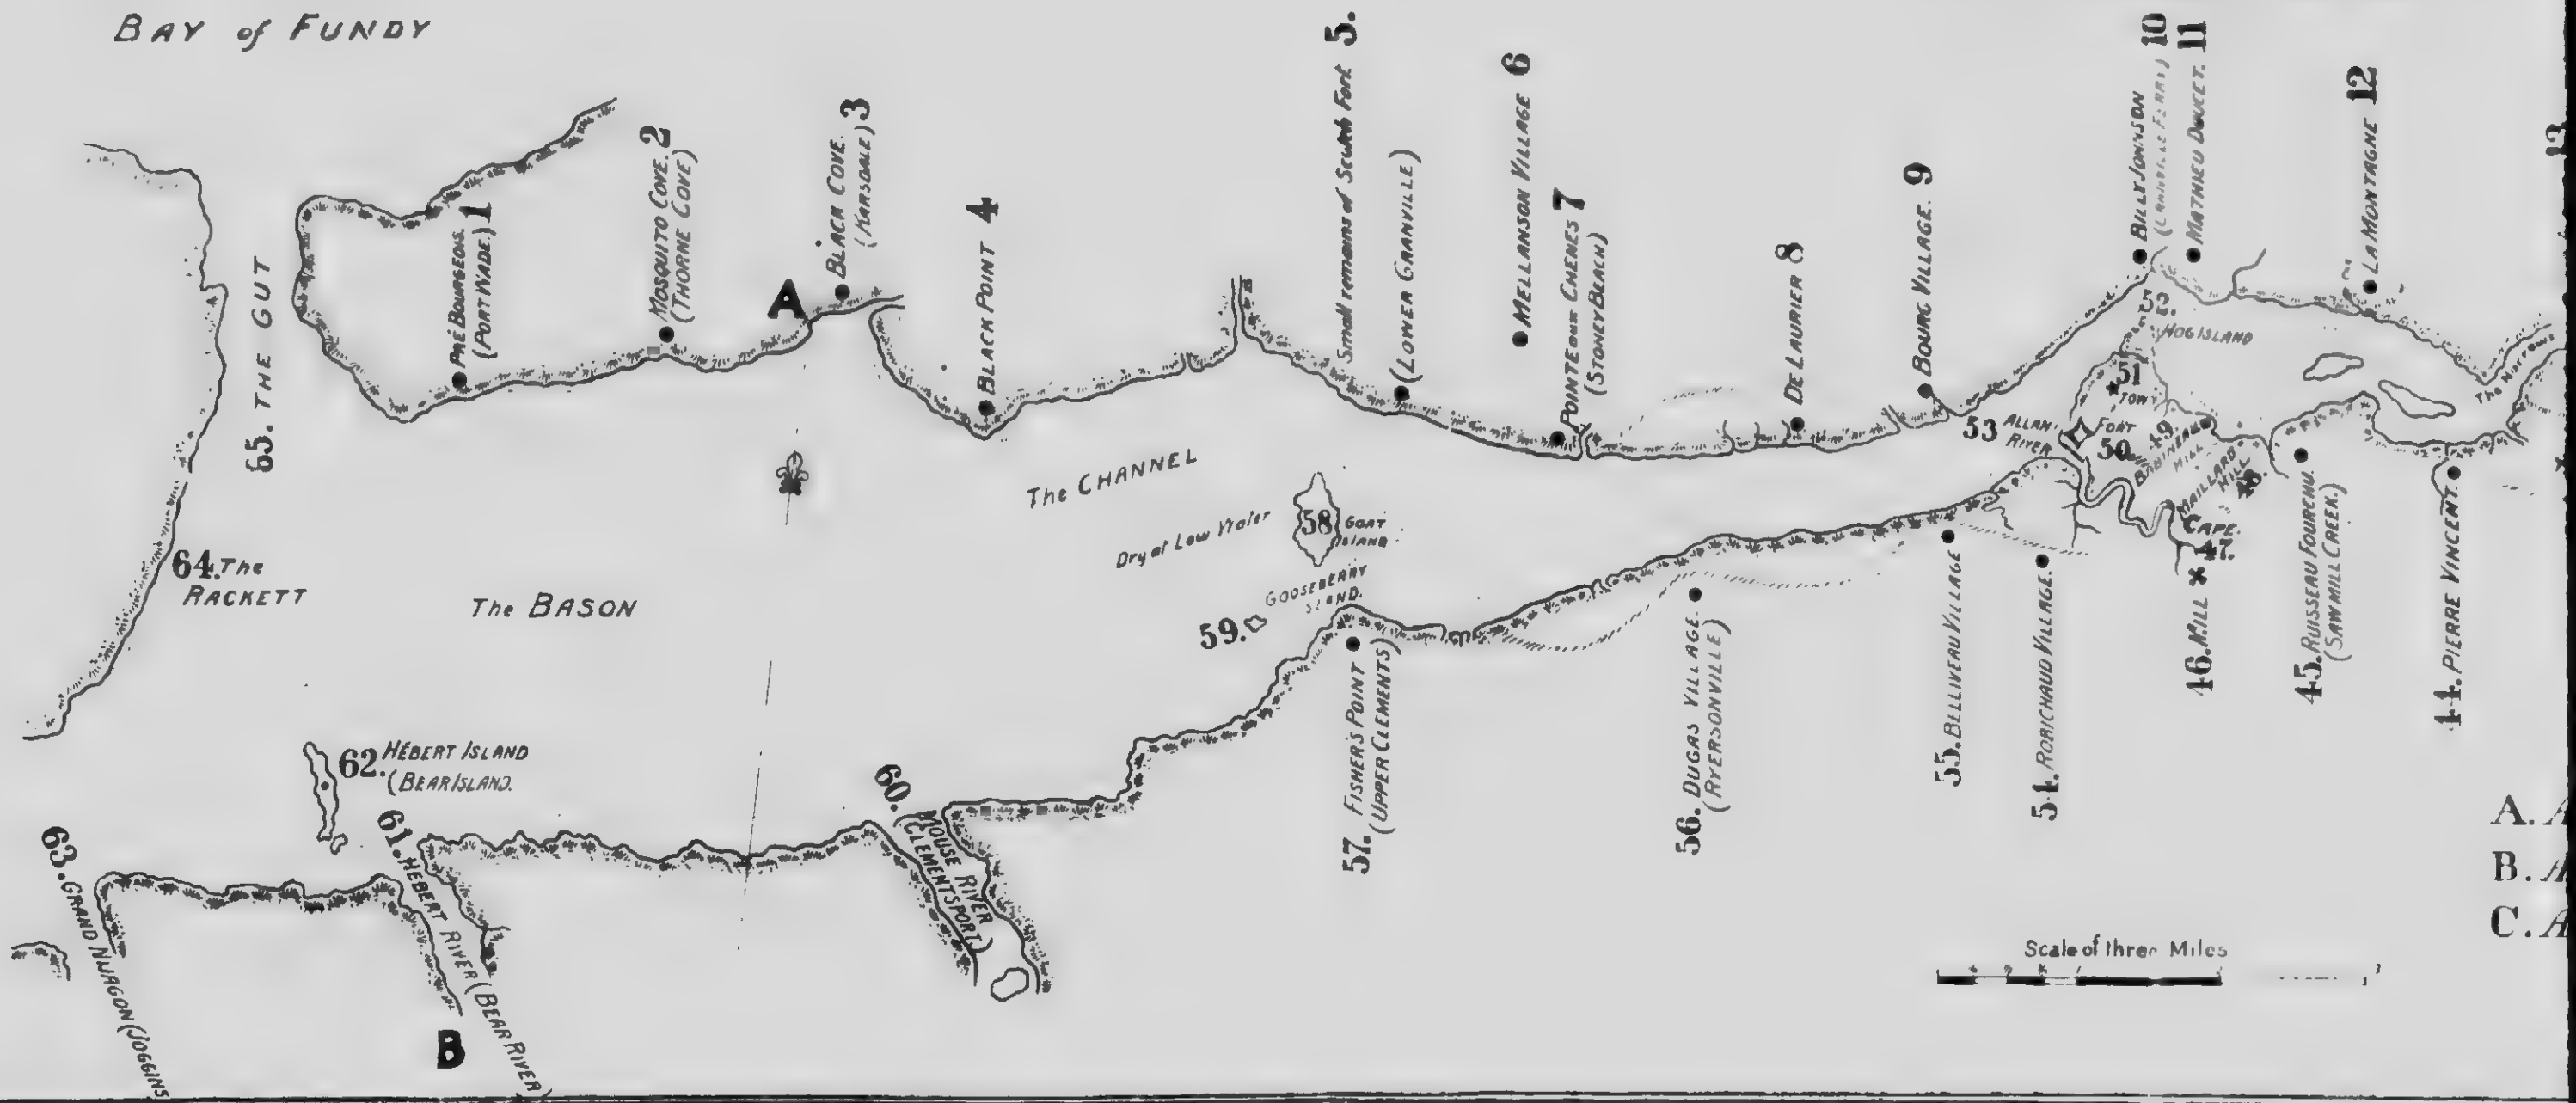 BAY of FUNDY
65. THE GUT
PRÉ BOURGEOIS. 1
(PORT WADE.)
MOSQUITO COVE. 2
(THORNE COVE)
A
BLACK COVE. 3
(KARSDALE)
BLACK POINT 4
Small remains of Scotch Fort 5.
(LOWER GRANVILLE)
MELLANSON VILLAGE 6
POINTE aux CHENES 7
(STONEY BEACH)
DE LAURIER 8
BOURG VILLAGE. 9
BILLY JOHNSON 10
MATHIEU DOUCET. 11
LA MONTAGNE 12
13
52.
HOG ISLAND
51
TOWN
The NARROWS
53 ALLAN
RIVER
FORT
50
49.
BABINEAU
HILL
MAILLARD
HILL
48.
CAPE.
47.
46. MILL
45. RUISSEAU FOURCHU.
(SAW MILL CREEK.)
44. PIERRE VINCENT.
The CHANNEL
Dry at Low Water
58 GOAT
ISLAND
GOOSEBERRY
ISLAND.
59.
64. The
RACKETT
The BASON
57. FISHER'S POINT
(UPPER CLEMENTS)
56. DUGAS VILLAGE.
(RYERSONVILLE)
55. BELLIVEAU VILLAGE
54. ROBICHAUD VILLAGE.
62. HÉBERT ISLAND
(BEAR ISLAND.
60. MOUSE RIVER
(CLEMENTSPORT.)
61. HÉBERT RIVER (BEAR RIVER)
63. GRAND NIJAGON (JOGGINS
B
A. A
B. A
C. A
Scale of three Miles
3